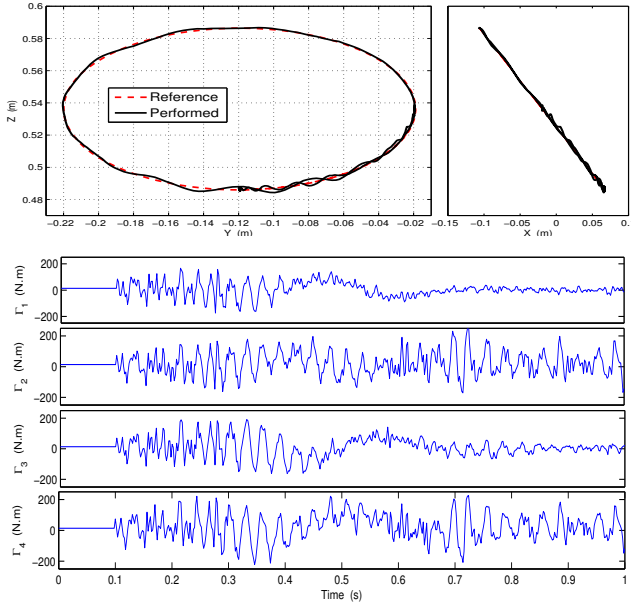 0.6
0.58
0.56
0.54
0.52
0.5
0.48
Z (m)
Reference
Performed
-0.22 -0.2 -0.18 -0.16 -0.14 -0.12 -0.1 -0.08 -0.06 -0.04 -0.02
Y (m)
-0.15 -0.1 -0.05 0 0.05 0.1
X (m)
200
0
-200
Γ1 (N.m)
200
0
-200
Γ2 (N.m)
200
0
-200
Γ3 (N.m)
200
0
-200
Γ4 (N.m)
0 0.1 0.2 0.3 0.4 0.5 0.6 0.7 0.8 0.9 1
Time (s)